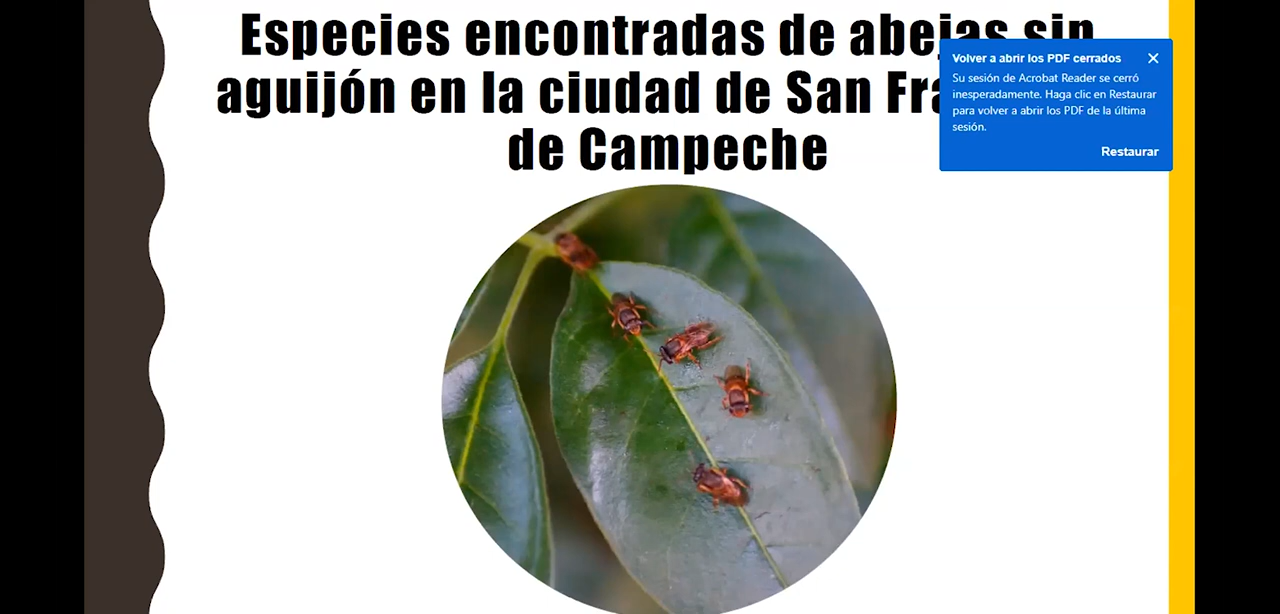 Especies encontradas de abejas sin
aguijón en la ciudad de San
de Campeche
Volver a abrir los PDF cerrados
Su sesión de Acrobat Reader se cerró
inesperadamente. Haga clic en Restaurar
para volver a abrir los PDF de la última
sesión.
Restaurar